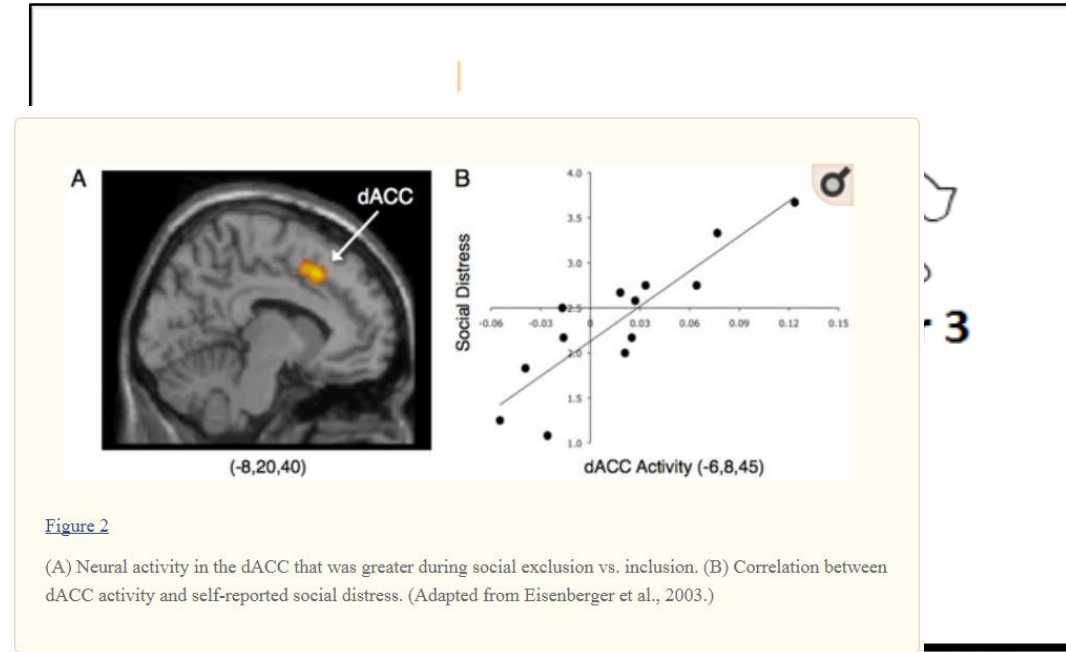 A
dACC
(-8,20,40)
B
Social Distress
4.0
3.5
3.0
2.5
2.0
1.5
1.0
-0.06 -0.03 0 0.03 0.06 0.09 0.12 0.15
dACC Activity (-6,8,45)
3
Figure 2
(A) Neural activity in the dACC that was greater during social exclusion vs. inclusion. (B) Correlation between
dACC activity and self-reported social distress. (Adapted from Eisenberger et al., 2003.)